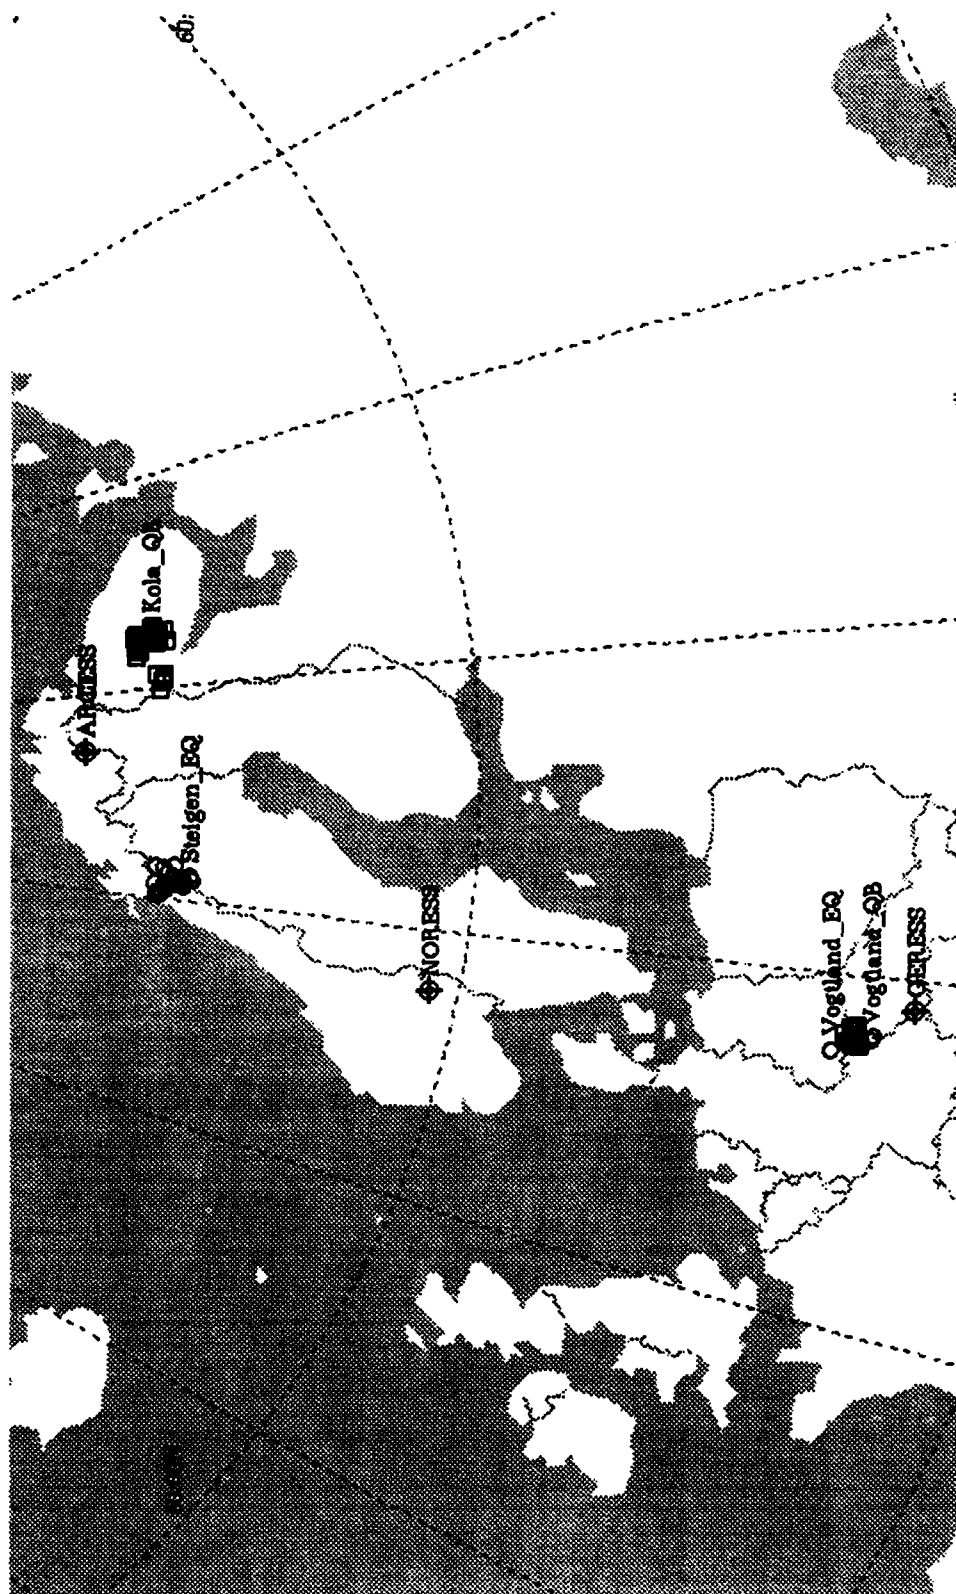 60
Kola_QB
ARCESS
Steigen_EQ
NORESS
Vogtland_EQ
Vogtland_QB
GERESS